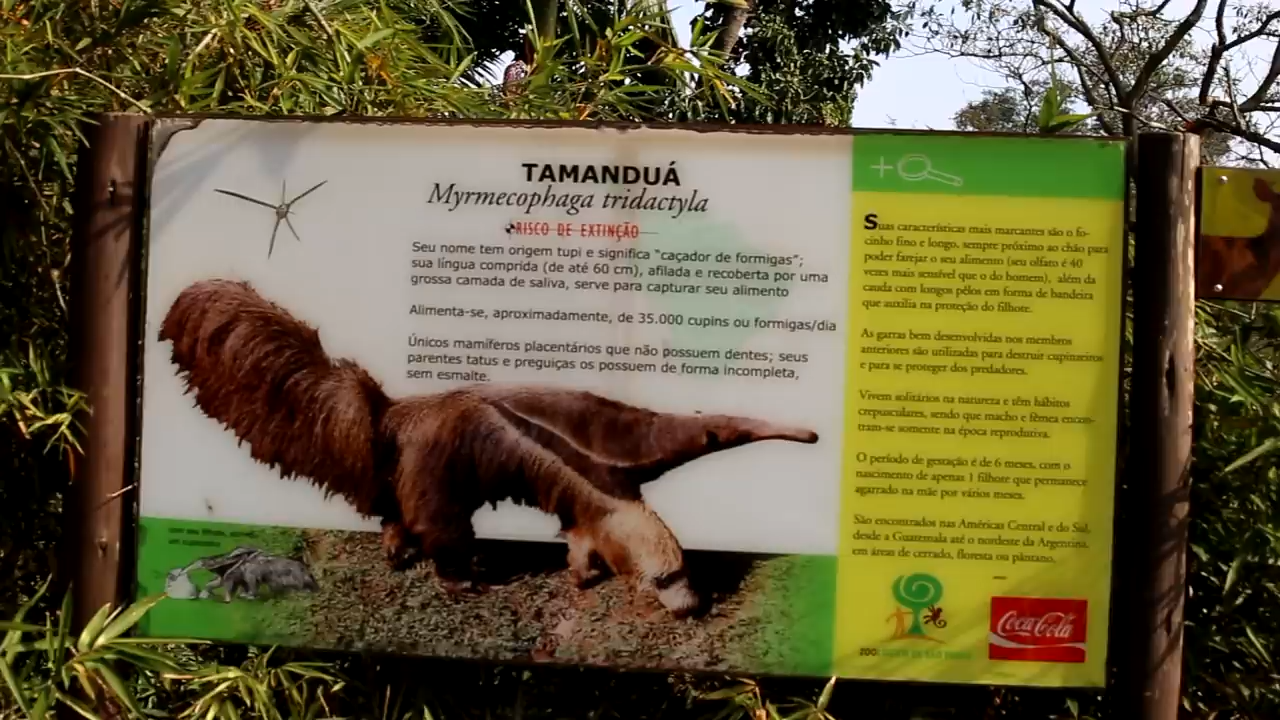 TAMANDUÁ
Myrmecophaga tridactyla
RISCO DE EXTINÇÃO
Seu nome tem origem tupi e significa "caçador de formigas";
sua língua comprida (de até 60 cm), afilada e recoberta por uma
grossa camada de saliva, serve para capturar seu alimento
Alimenta-se, aproximadamente, de 35.000 cupins ou formigas/dia
Únicos mamíferos placentários que não possuem dentes; seus
parentes tatus e preguiças os possuem de forma incompleta,
sem esmalte.
Suas características mais marcantes são o fo-
cinho fino e longo, sempre próximo ao chão para
poder farejar o seu alimento (seu olfato é 40
vezes mais sensível que o do homem), além da
cauda com longos pêlos em forma de bandeira
que auxilia na proteção do filhote.
As garras bem desenvolvidas nos membros
anteriores são utilizadas para destruir cupinzeiros
e para se proteger dos predadores.
Vivem solitários na natureza e têm hábitos
crepusculares, sendo que macho e fêmea encon-
tram-se somente na época reprodutiva.
O período de gestação é de 6 meses, com o
nascimento de apenas 1 filhote que permanece
agarrado na mãe por vários meses.
São encontrados nas Américas Central e do Sul,
desde a Guatemala até o nordeste da Argentina,
em áreas de cerrado, floresta ou pântano.
ZOO
Coca-Cola